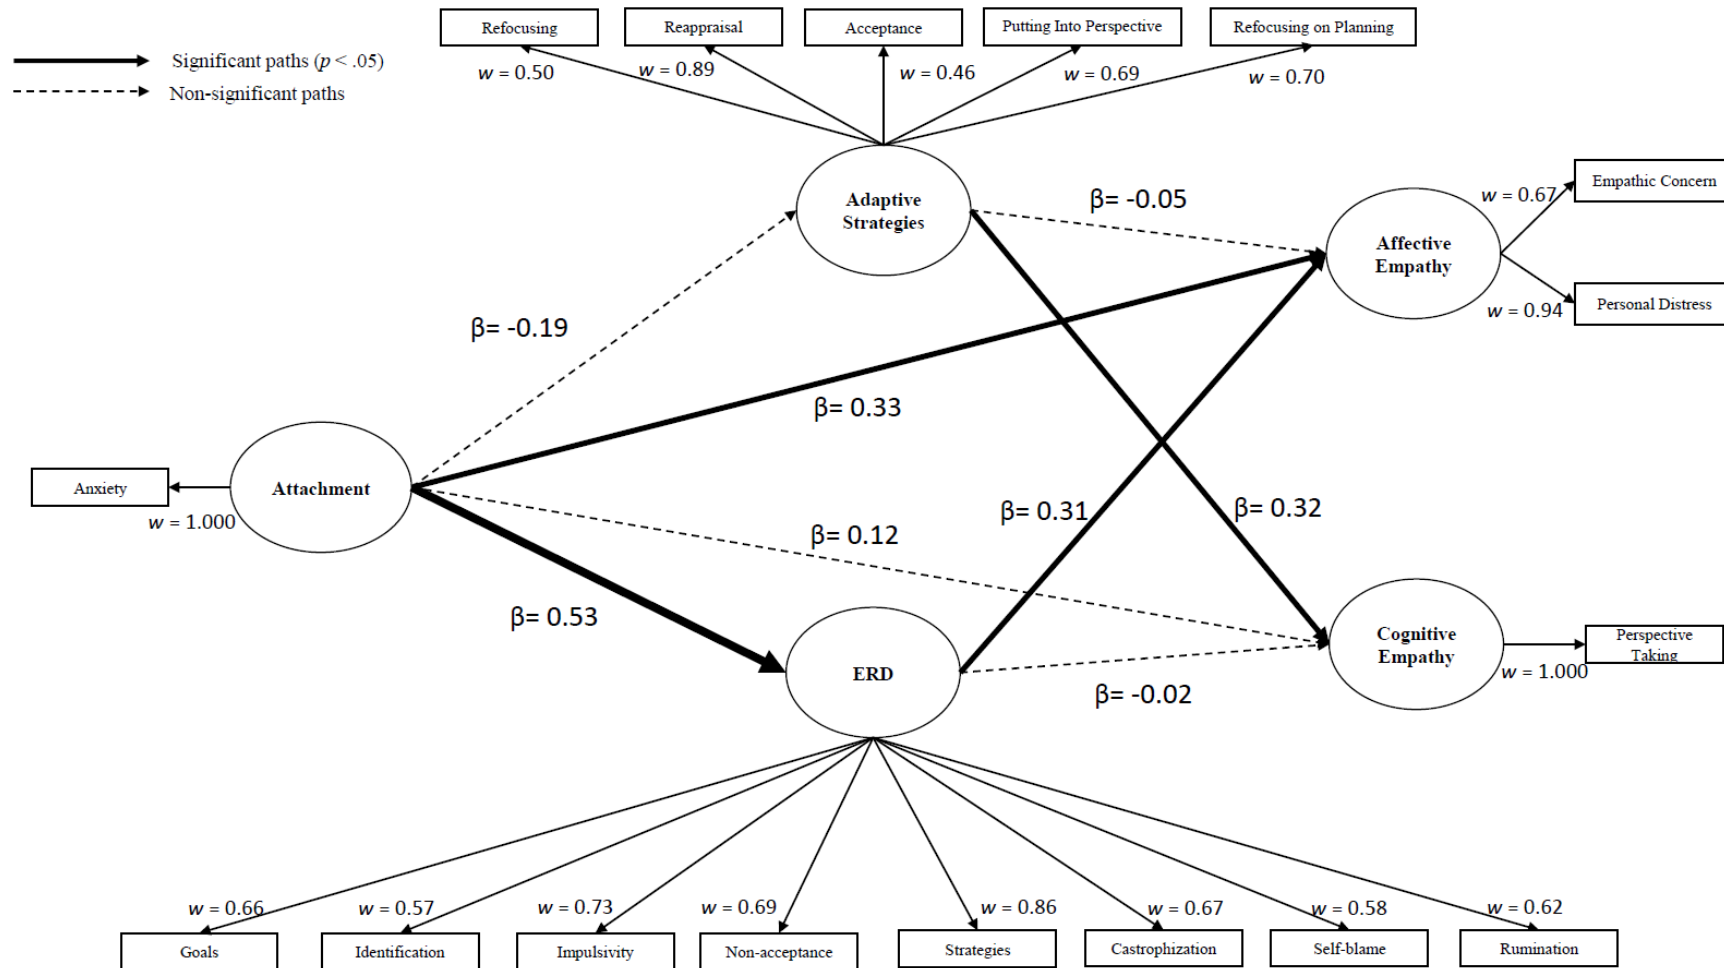 Refocusing
Reappraisal
Acceptance
Putting Into Perspective
Refocusing on Planning
Significant paths (p < .05)
Non-significant paths
w = 0.50
w = 0.89
w = 0.46
w = 0.69
w = 0.70
Adaptive
Strategies
β= -0.05
Empathic Concern
w = 0.67
Affective
Empathy
Personal Distress
w = 0.94
β= -0.19
β= 0.33
Anxiety
w = 1.000
Attachment
β= 0.31
β= 0.32
β= 0.12
β= 0.53
ERD
Cognitive
Empathy
Perspective
Taking
w = 1.000
β= -0.02
w = 0.66
w = 0.57
w = 0.73
w = 0.69
w = 0.86
w = 0.67
w = 0.58
w = 0.62
Goals
Identification
Impulsivity
Non-acceptance
Strategies
Castrophization
Self-blame
Rumination